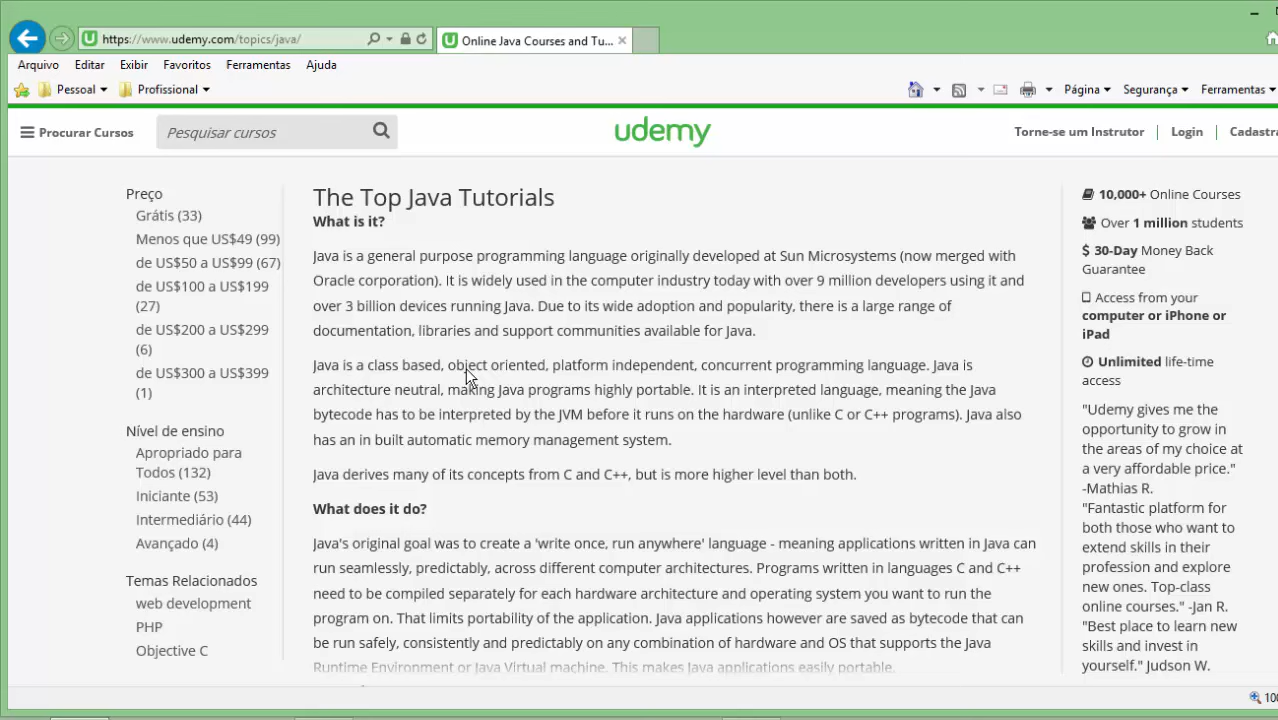 https://www.udemy.com/topics/java/
Online Java Courses and Tu...
Arquivo Editar Exibir Favoritos Ferramentas Ajuda
Pessoal Profissional
Página Segurança Ferramentas
Procurar Cursos
Pesquisar cursos
udemy
Torne-se um Instrutor Login Cadastra
Preço
Grátis (33)
Menos que US$49 (99)
de US$50 a US$99 (67)
de US$100 a US$199
(27)
de US$200 a US$299
(6)
de US$300 a US$399
(1)
Nível de ensino
Apropriado para
Todos (132)
Iniciante (53)
Intermediário (44)
Avançado (4)
Temas Relacionados
web development
PHP
Objective C
The Top Java Tutorials
What is it?
Java is a general purpose programming language originally developed at Sun Microsystems (now merged with
Oracle corporation). It is widely used in the computer industry today with over 9 million developers using it and
over 3 billion devices running Java. Due to its wide adoption and popularity, there is a large range of
documentation, libraries and support communities available for Java.
Java is a class based, object oriented, platform independent, concurrent programming language. Java is
architecture neutral, making Java programs highly portable. It is an interpreted language, meaning the Java
bytecode has to be interpreted by the JVM before it runs on the hardware (unlike C or C++ programs). Java also
has an in built automatic memory management system.
Java derives many of its concepts from C and C++, but is more higher level than both.
What does it do?
Java's original goal was to create a 'write once, run anywhere' language - meaning applications written in Java can
run seamlessly, predictably, across different computer architectures. Programs written in languages C and C++
need to be compiled separately for each hardware architecture and operating system you want to run the
program on. That limits portability of the application. Java applications however are saved as bytecode that can
be run safely, consistently and predictably on any combination of hardware and OS that supports the Java
Runtime Environment or Java Virtual machine. This makes Java applications easily portable.
10,000+ Online Courses
Over 1 million students
$ 30-Day Money Back
Guarantee
Access from your
computer or iPhone or
iPad
Unlimited life-time
access
"Udemy gives me the
opportunity to grow in
the areas of my choice at
a very affordable price."
-Mathias R.
"Fantastic platform for
both those who want to
extend skills in their
profession and explore
new ones. Top-class
online courses." -Jan R.
"Best place to learn new
skills and invest in
yourself." Judson W.
100